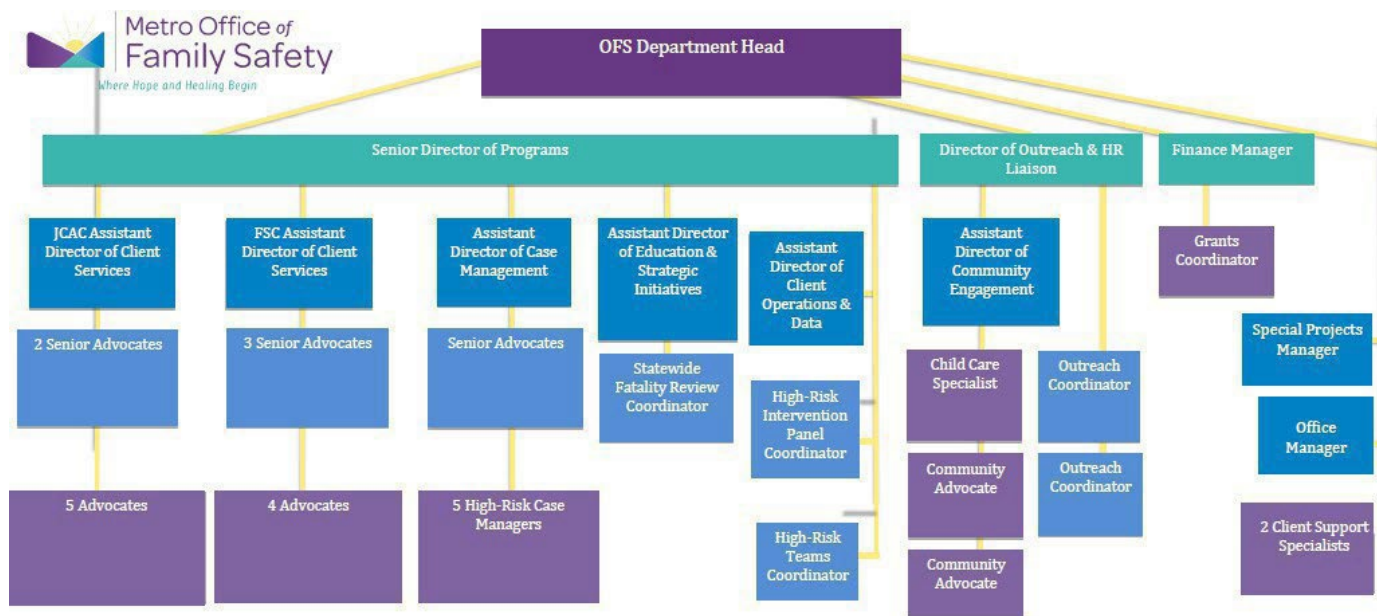 Metro Office of
Family Safety
Where Hope and Healing Begin
OFS Department Head
Senior Director of Programs
Director of Outreach & HR
Liaison
Finance Manager
JCAC Assistant
Director of Client
Services
FSC Assistant
Director of Client
Services
Assistant
Director of Case
Management
Assistant Director
of Education &
Strategic
Initiatives
Assistant
Director of
Client
Operations &
Data
Assistant
Director of
Community
Engagement
Grants
Coordinator
2 Senior Advocates
3 Senior Advocates
Senior Advocates
Statewide
Fatality Review
Coordinator
High-Risk
Intervention
Panel
Coordinator
Child Care
Specialist
Outreach
Coordinator
Special Projects
Manager
Office
Manager
5 Advocates
4 Advocates
5 High-Risk Case
Managers
High-Risk
Teams
Coordinator
Community
Advocate
Outreach
Coordinator
Community
Advocate
2 Client Support
Specialists